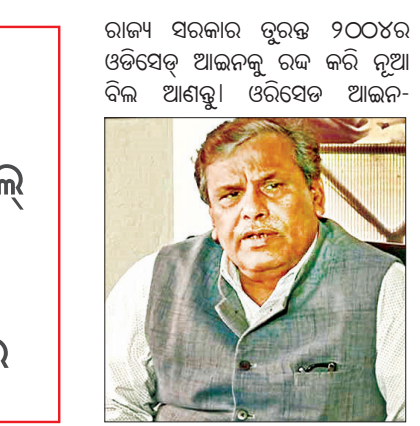 ରାଜ୍ୟ ସରକାର ତୁରନ୍ତ ୨୦୦୪ର
ଓଡିସେଡ୍ ଆଇନକୁ ରଦ୍ଦ କରି ନୂଆ
ବିଲ ଆଣନ୍ତୁ। ଓରିସେଡ ଆଇନ-